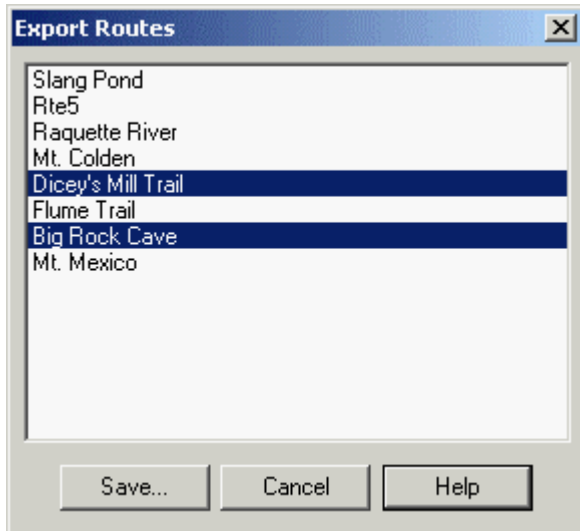 Export Routes
Slang Pond
Rte5
Raquette River
Mt. Colden
Dicey's Mill Trail
Flume Trail
Big Rock Cave
Mt. Mexico
Save... Cancel Help